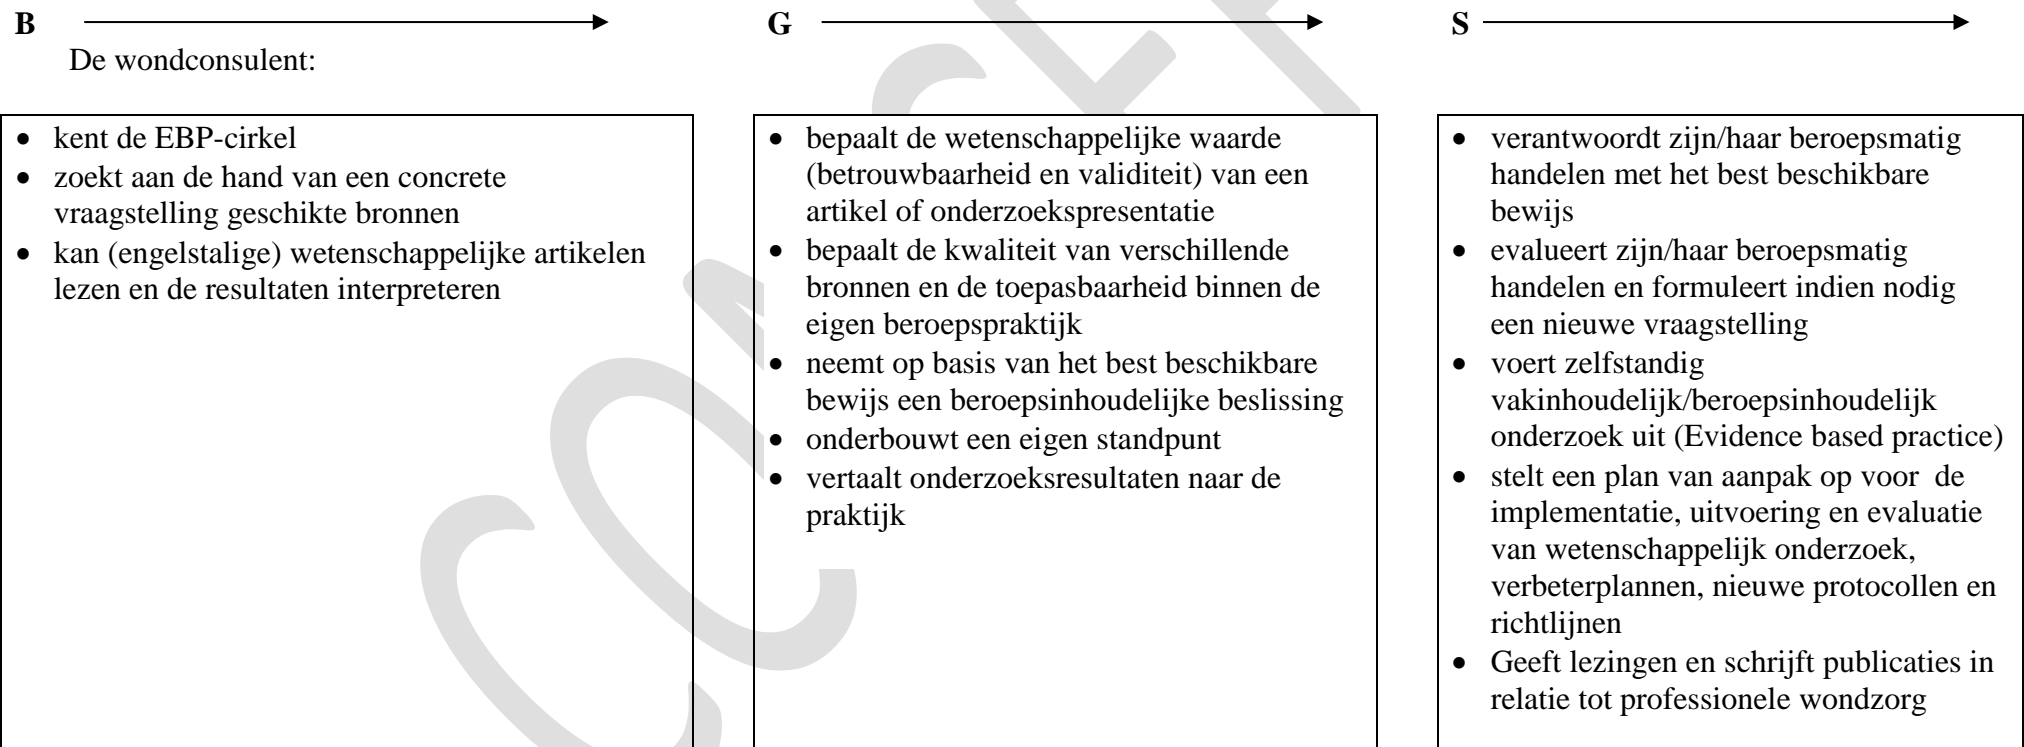 B
G
S
De wondconsulent:
• kent de EBP-cirkel
• zoekt aan de hand van een concrete
vraagstelling geschikte bronnen
• kan (engelstalige) wetenschappelijke artikelen
lezen en de resultaten interpreteren
• bepaalt de wetenschappelijke waarde
(betrouwbaarheid en validiteit) van een
artikel of onderzoekspresentatie
• bepaalt de kwaliteit van verschillende
bronnen en de toepasbaarheid binnen de
eigen beroepspraktijk
• neemt op basis van het best beschikbare
bewijs een beroepsinhoudelijke beslissing
• onderbouwt een eigen standpunt
• vertaalt onderzoeksresultaten naar de
praktijk
• verantwoordt zijn/haar beroepsmatig
handelen met het best beschikbare
bewijs
• evalueert zijn/haar beroepsmatig
handelen en formuleert indien nodig
een nieuwe vraagstelling
• voert zelfstandig
vakinhoudelijk/beroepsinhoudelijk
onderzoek uit (Evidence based practice)
• stelt een plan van aanpak op voor  de
implementatie, uitvoering en evaluatie
van wetenschappelijk onderzoek,
verbeterplannen, nieuwe protocollen en
richtlijnen
• Geeft lezingen en schrijft publicaties in
relatie tot professionele wondzorg